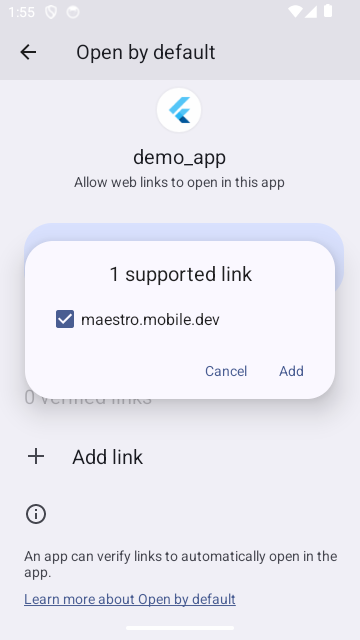 1:55
Open by default
demo_app
Allow web links to open in this app
1 supported link
maestro.mobile.dev
Cancel Add
0 verified links
Add link
An app can verify links to automatically open in the
app.
Learn more about Open by default